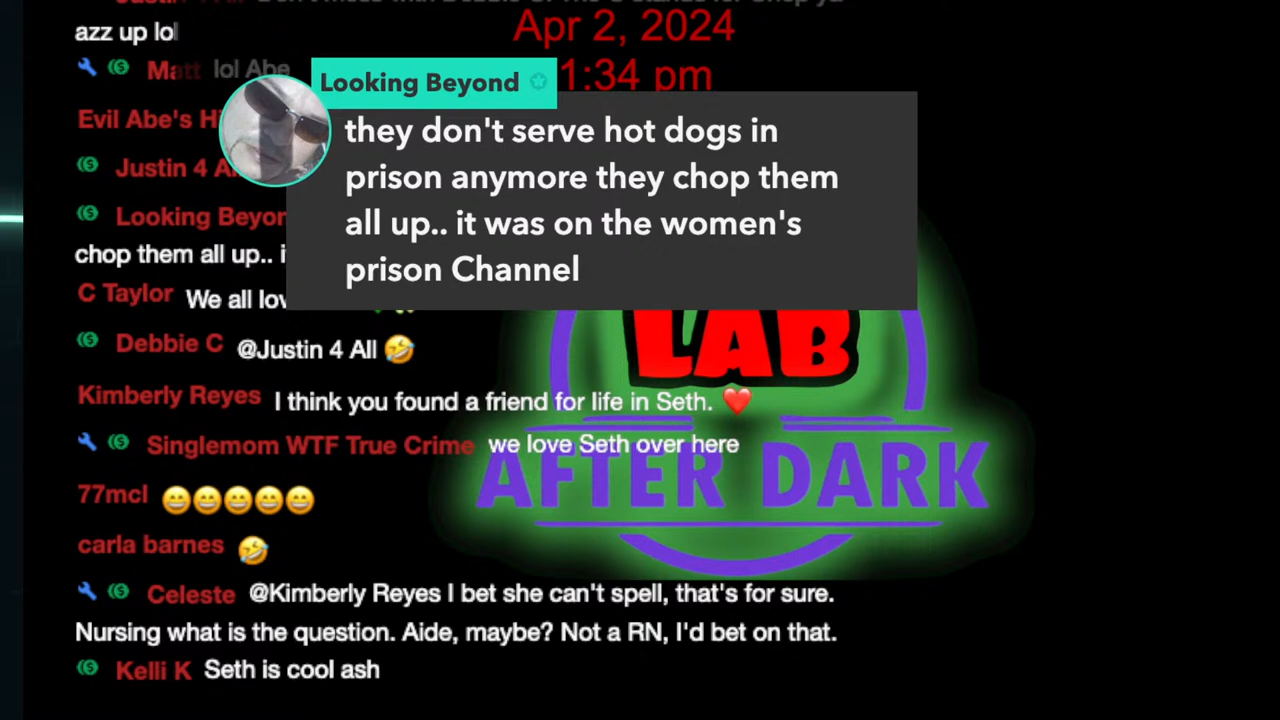 azz up lol
Apr 2, 2024
Matt lol Abe
1:34 pm
Looking Beyond
they don't serve hot dogs in
prison anymore they chop them
all up.. it was on the women's
prison Channel
Evil Abe's
Justin 4
Looking
chop them all up..
C Taylor We all
LAB
Debbie C @Justin 4 All 🤣
Kimberly Reyes I think you found a friend for life in Seth. ❤️
Singlemom WTF True Crime we love Seth over here
AFTER DARK
77mcl 😄😄😄😄😄
carla barnes 🤣
Celeste @Kimberly Reyes I bet she can't spell, that's for sure.
Nursing what is the question. Aide, maybe? Not a RN, I'd bet on that.
Kelli K Seth is cool ash